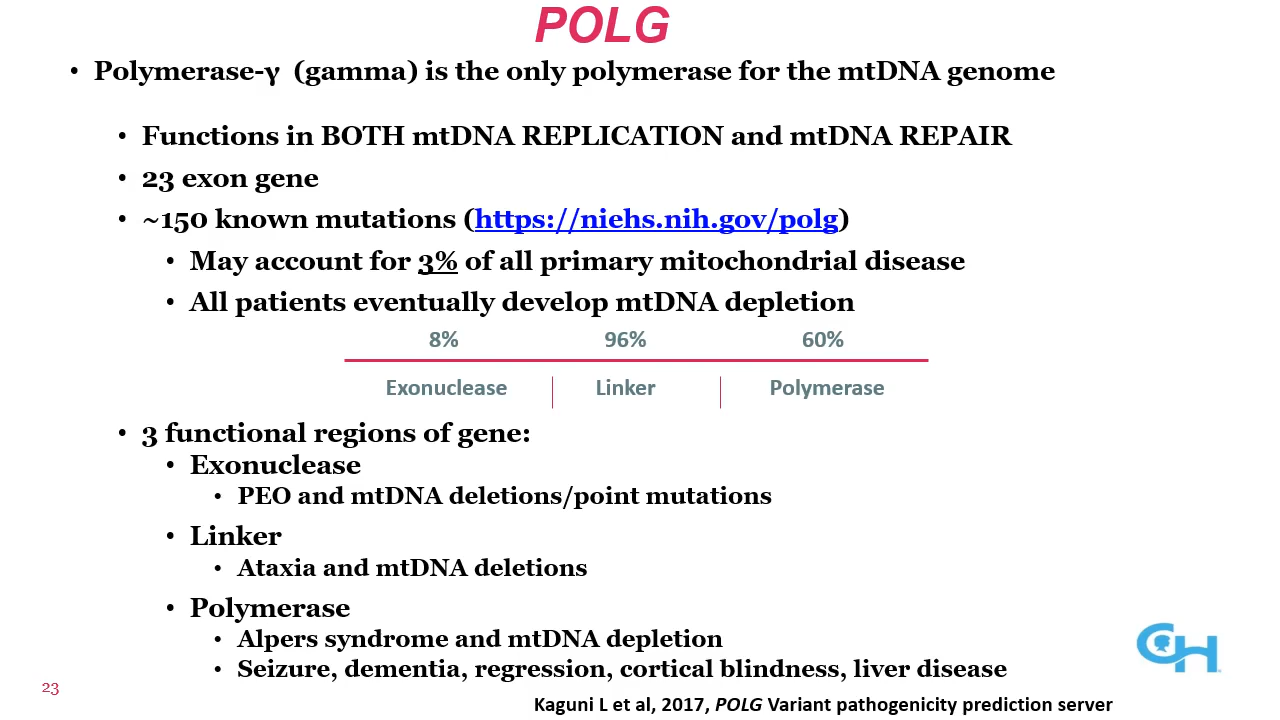 POLG
• Polymerase-γ (gamma) is the only polymerase for the mtDNA genome
• Functions in BOTH mtDNA REPLICATION and mtDNA REPAIR
• 23 exon gene
• ~150 known mutations (https://niehs.nih.gov/polg)
• May account for 3% of all primary mitochondrial disease
• All patients eventually develop mtDNA depletion
8% 96% 60%
Exonuclease Linker Polymerase
• 3 functional regions of gene:
• Exonuclease
• PEO and mtDNA deletions/point mutations
• Linker
• Ataxia and mtDNA deletions
• Polymerase
• Alpers syndrome and mtDNA depletion
• Seizure, dementia, regression, cortical blindness, liver disease
CH
23
Kaguni L et al, 2017, POLG Variant pathogenicity prediction server